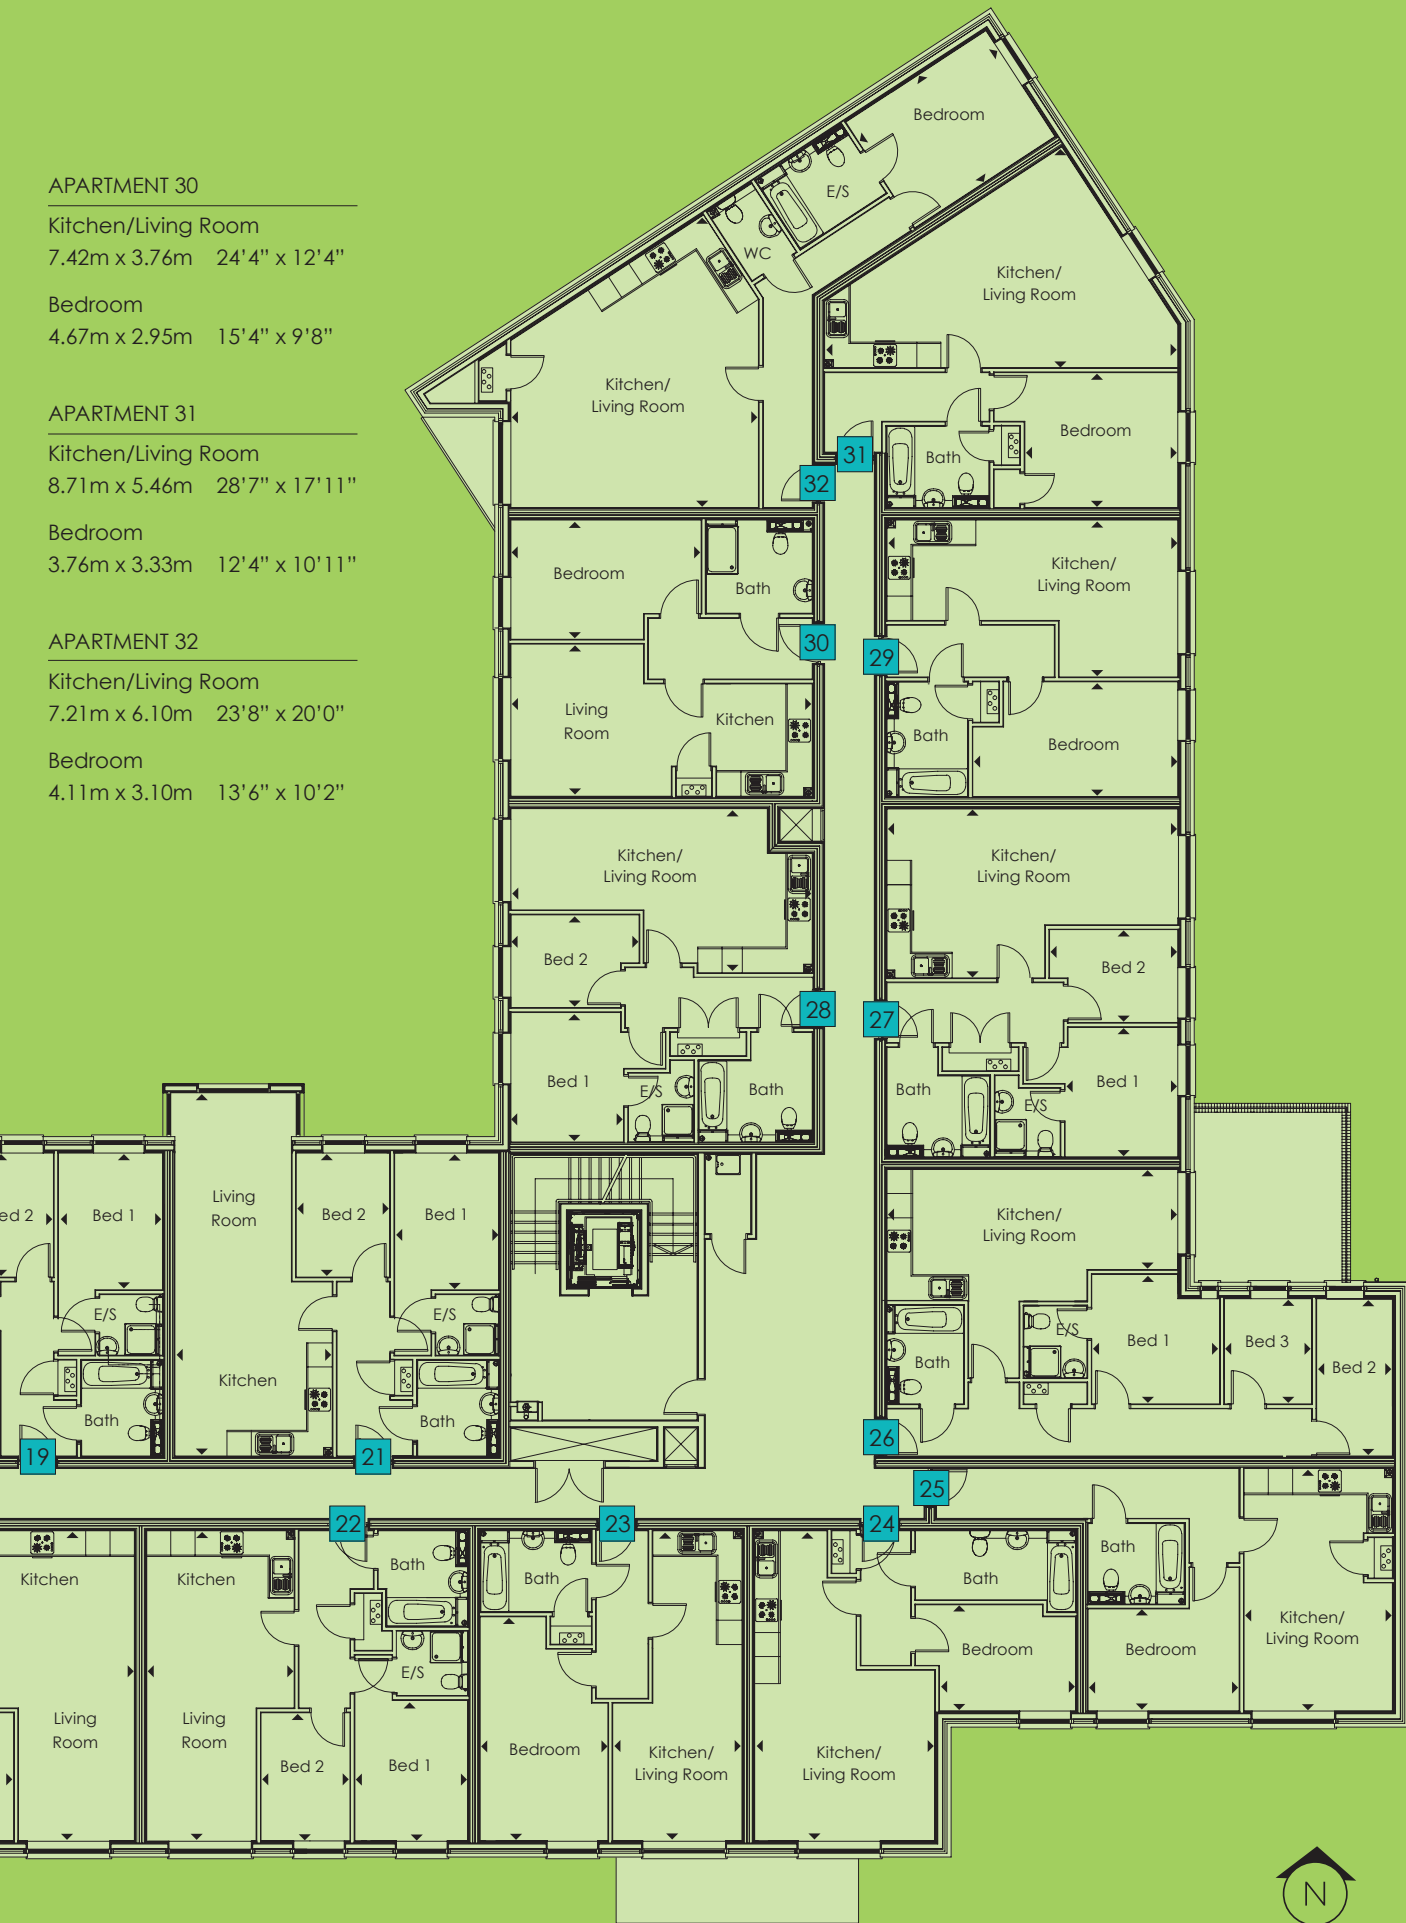 APARTMENT 30
Kitchen/Living Room
7.42m x 3.76m 24’4” x 12’4”
Bedroom
4.67m x 2.95m 15’4” x 9’8”
APARTMENT 31
Kitchen/Living Room
8.71m x 5.46m 28’7” x 17’11”
Bedroom
3.76m x 3.33m 12’4” x 10’11”
APARTMENT 32
Kitchen/Living Room
7.21m x 6.10m 23’8” x 20’0”
Bedroom
4.11m x 3.10m 13’6” x 10’2”
Bedroom
E/S
WC
Kitchen/
Living Room
Kitchen/
Living Room
Bedroom
Bath
31
32
Bedroom
Bath
Kitchen/
Living Room
30
29
Living
Room
Kitchen
Bath
Bedroom
Kitchen/
Living Room
Kitchen/
Living Room
Bed 2
Bed 2
28
27
Bed 1
E/S
Bath
Bath
E/S
Bed 1
ed 2
Bed 1
Living
Room
Bed 2
Bed 1
Kitchen/
Living Room
E/S
E/S
E/S
Bed 1
Bed 3
Bed 2
Bath
Kitchen
Bath
Bath
19
21
26
25
22
23
24
Kitchen
Kitchen
Bath
Bath
Bath
Bath
Kitchen/
Living Room
E/S
Bedroom
Bedroom
Living
Room
Living
Room
Bed 2
Bed 1
Bedroom
Kitchen/
Living Room
Kitchen/
Living Room
N